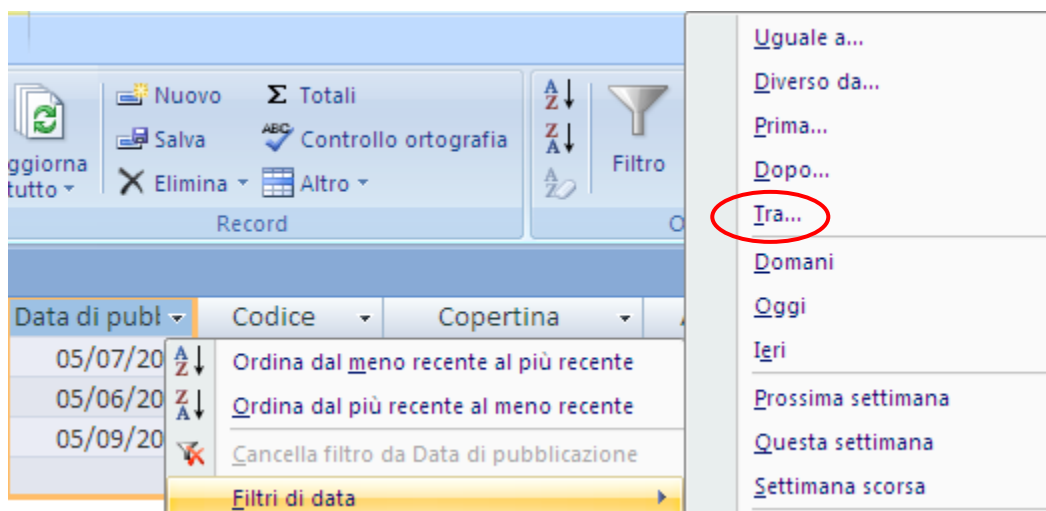 Nuovo
Σ Totali
Salva
ABC Controllo ortografia
Elimina
Altro
ggiorna
tutto
Record
Filtro
O
Data di publ
Codice
Copertina
05/07/20
05/06/20
05/09/20
Ordina dal meno recente al più recente
Ordina dal più recente al meno recente
Cancella filtro da Data di pubblicazione
Filtri di data
Uguale a...
Diverso da...
Prima...
Dopo...
Tra...
Domani
Oggi
Ieri
Prossima settimana
Questa settimana
Settimana scorsa